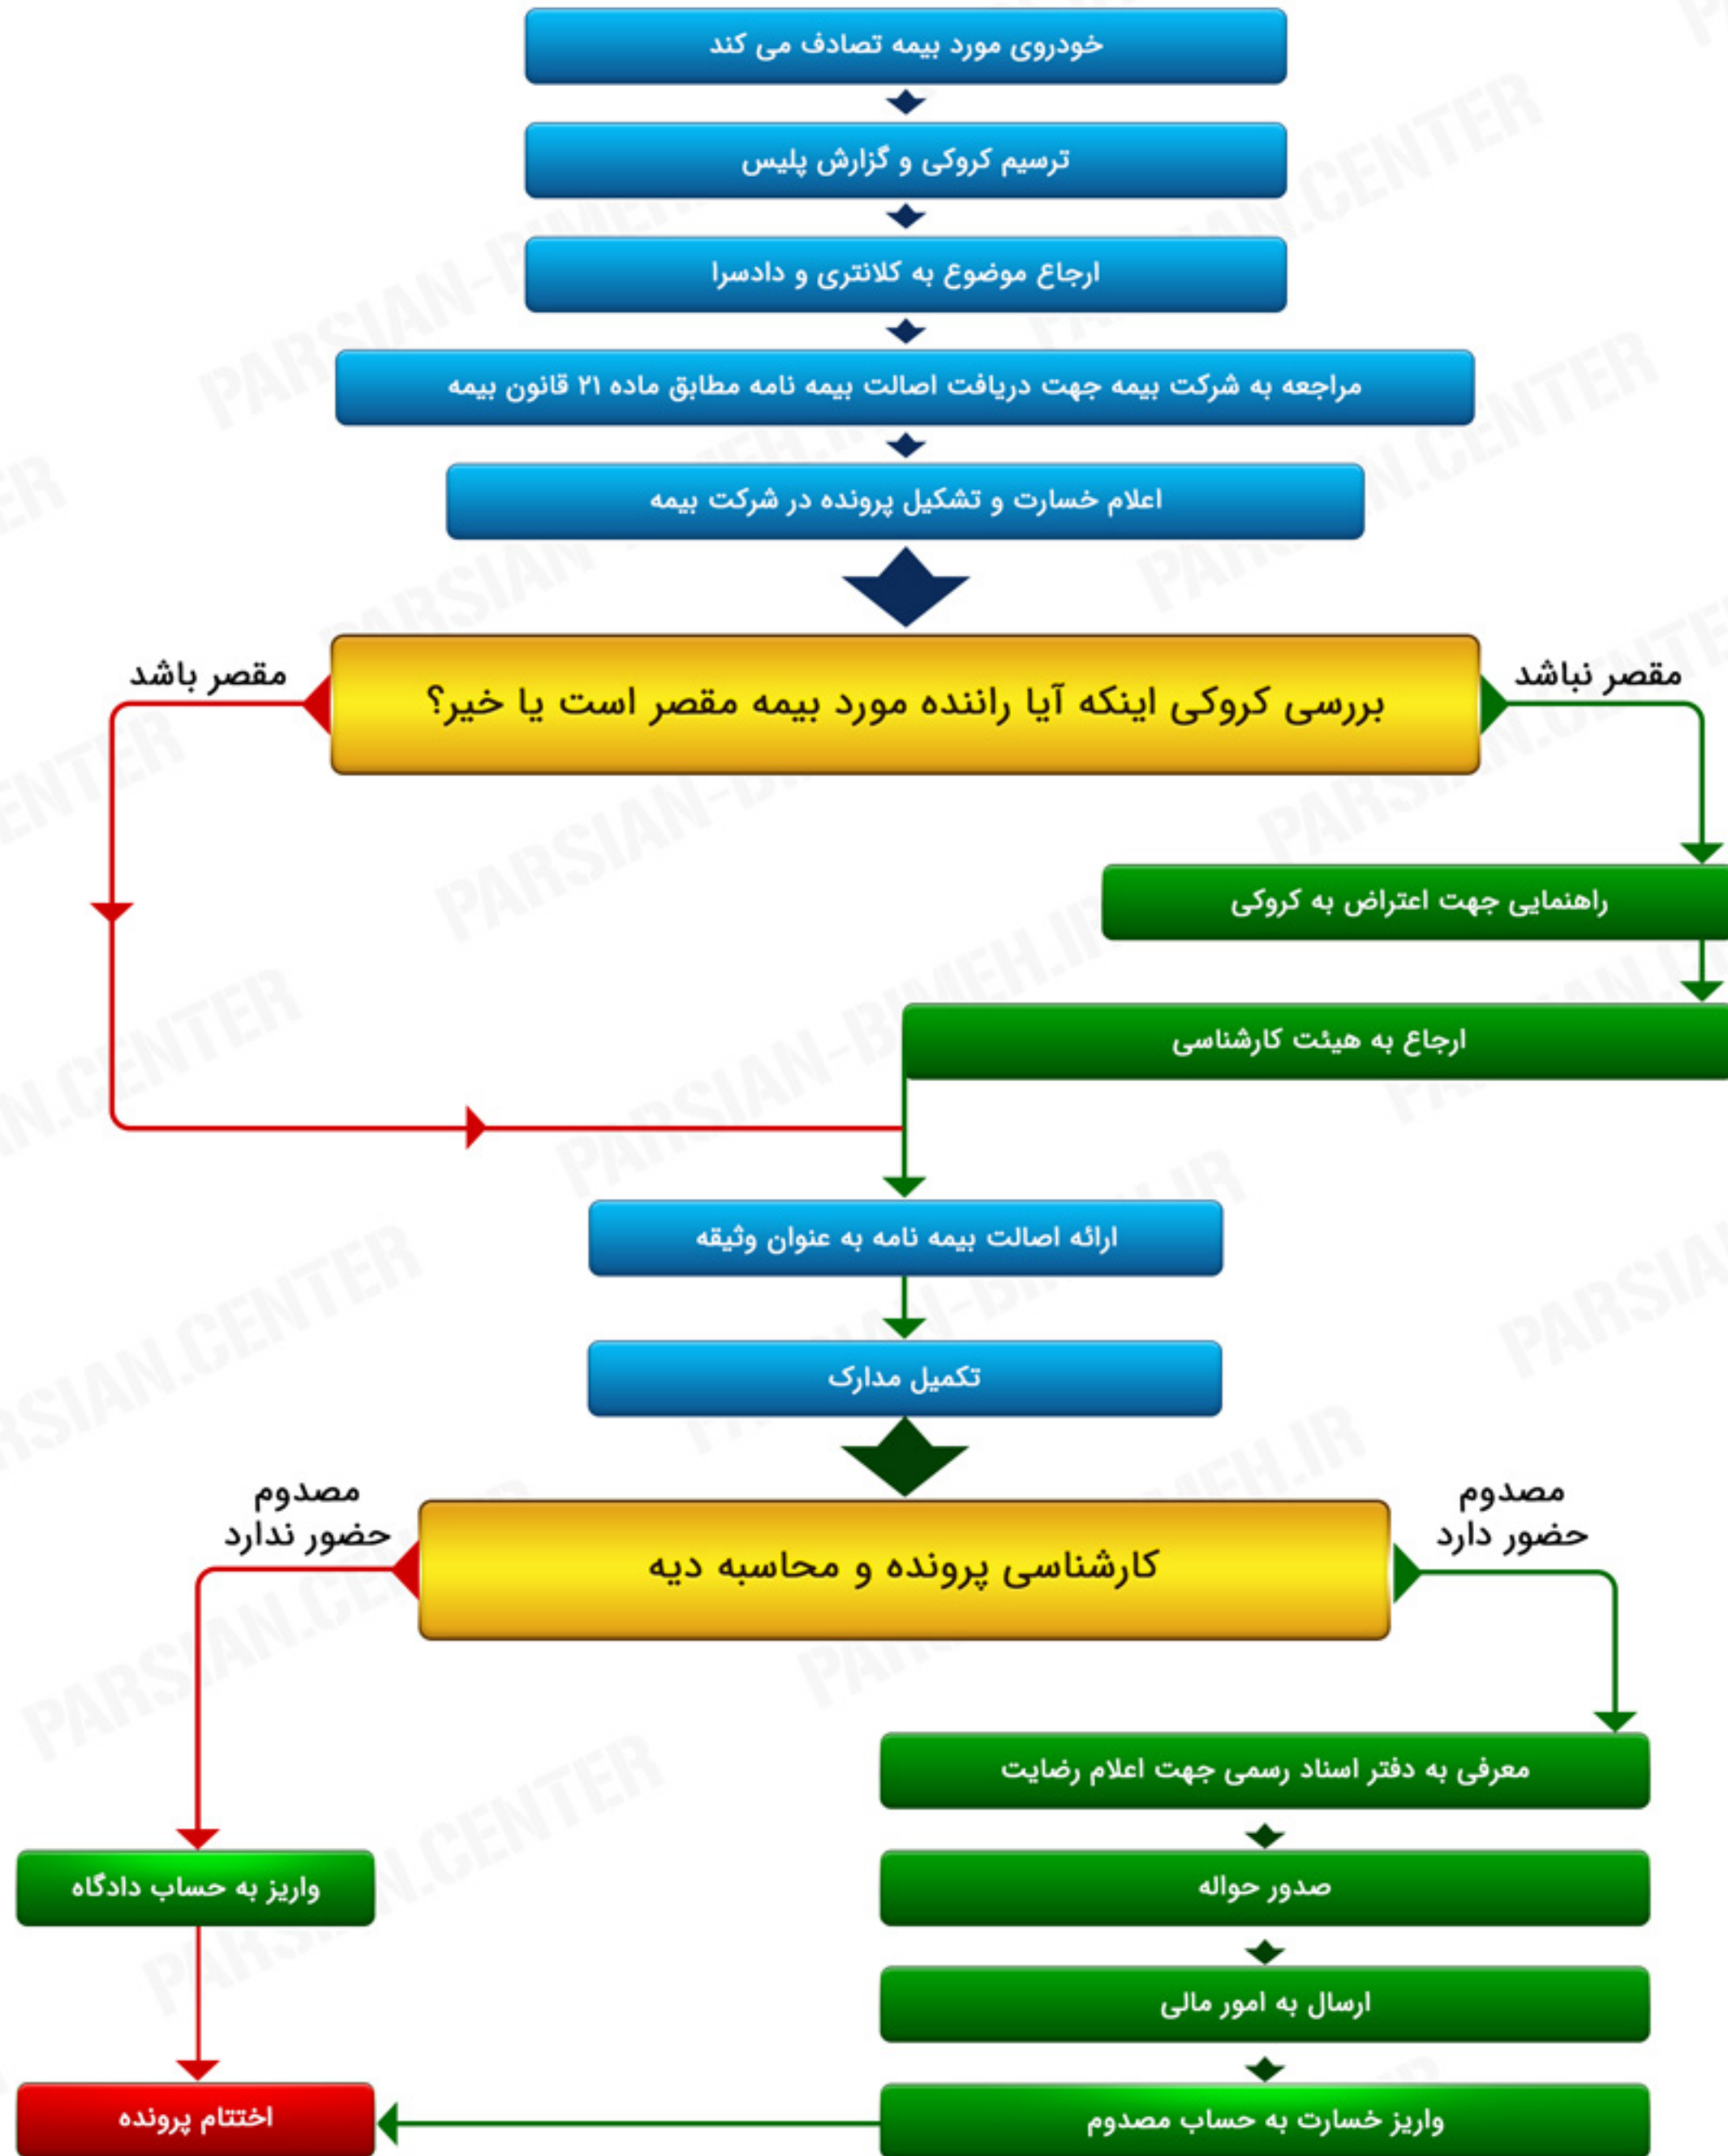 خودروی مورد بیمه تصادف می کند
ترسیم کروکی و گزارش پلیس
ارجاع موضوع به کلانتری و دادسرا
مراجعه به شرکت بیمه جهت دریافت اصالت بیمه نامه مطابق ماده ۲۱ قانون بیمه
اعلام خسارت و تشکیل پرونده در شرکت بیمه
مقصر نباشد
بررسی کروکی اینکه آیا راننده مورد بیمه مقصر است یا خیر؟
مقصر باشد
راهنمایی جهت اعتراض به کروکی
ارجاع به هیئت کارشناسی
ارائه اصالت بیمه نامه به عنوان وثیقه
تکمیل مدارک
مصدوم
حضور دارد
کارشناسی پرونده و محاسبه دیه
مصدوم
حضور ندارد
معرفی به دفتر اسناد رسمی جهت اعلام رضایت
صدور حواله
واریز به حساب دادگاه
ارسال به امور مالی
واریز خسارت به حساب مصدوم
اختتام پرونده
PARSIAN-BIMEH.IR
PARSIAN.CENTER